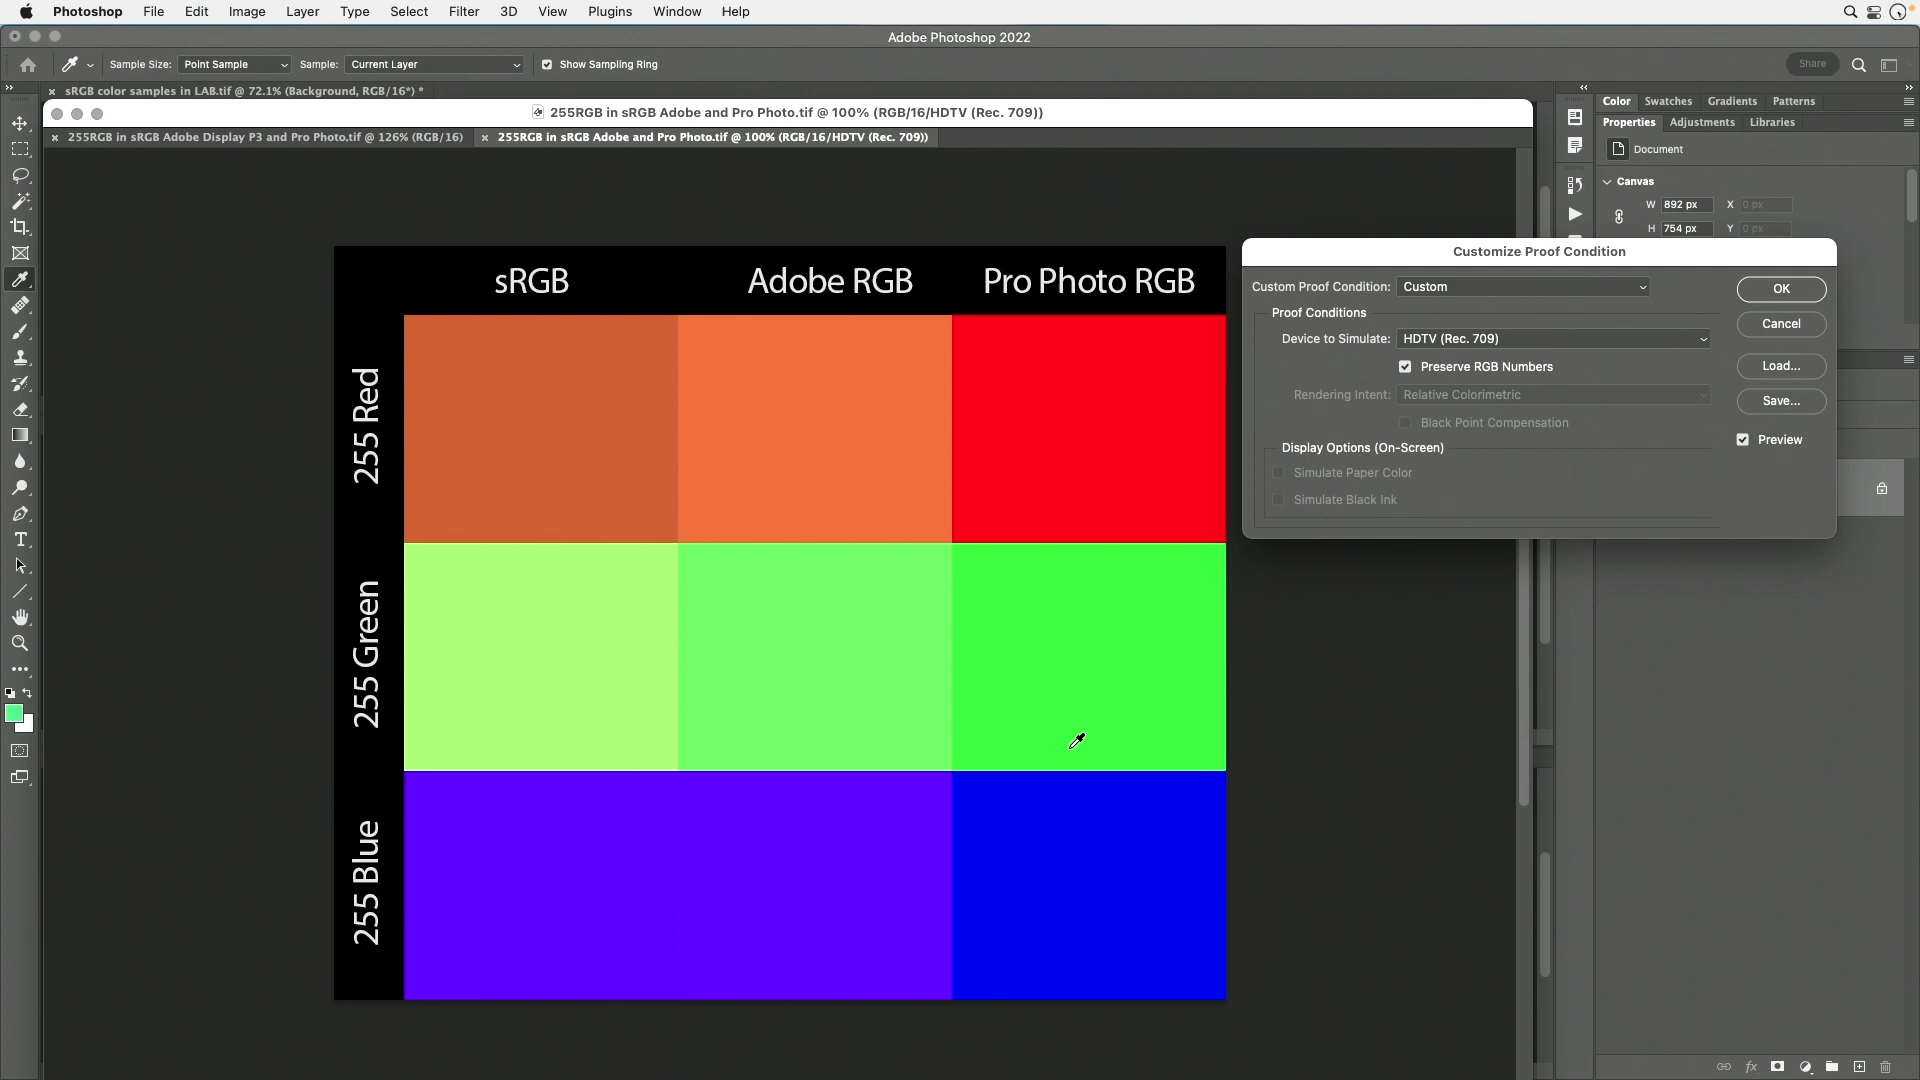 Photoshop File Edit Image Layer Type Select Filter 3D View Plugins Window Help
Adobe Photoshop 2022
Sample Size: Point Sample Sample: Current Layer Show Sampling Ring Share
sRGB color samples in LAB.tif @ 72.1% (Background, RGB/16*) *
255RGB in sRGB Adobe and Pro Photo.tif @ 100% (RGB/16/HDTV (Rec. 709))
255RGB in sRGB Adobe Display P3 and Pro Photo.tif @ 126% (RGB/16)
255RGB in sRGB Adobe and Pro Photo.tif @ 100% (RGB/16/HDTV (Rec. 709))
sRGB Adobe RGB Pro Photo RGB
255 Red
255 Green
255 Blue
Color Swatches Gradients Patterns
Properties Adjustments Libraries
Document
Canvas
W 892 px X 0 px
H 754 px Y 0 px
Customize Proof Condition
Custom Proof Condition: Custom
OK
Proof Conditions
Cancel
Device to Simulate: HDTV (Rec. 709)
Preserve RGB Numbers
Load...
Rendering Intent: Relative Colorimetric
Save...
Black Point Compensation
Preview
Display Options (On-Screen)
Simulate Paper Color
Simulate Black Ink
fx